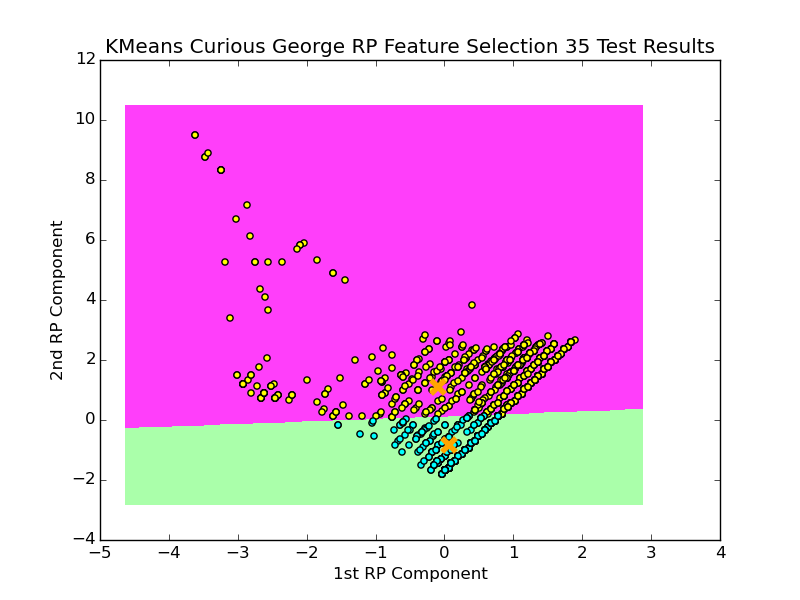 KMeans Curious George RP Feature Selection 35 Test Results
12
10
8
6
4
2
0
−2
−4
2nd RP Component
−5 −4 −3 −2 −1 0 1 2 3 4
1st RP Component